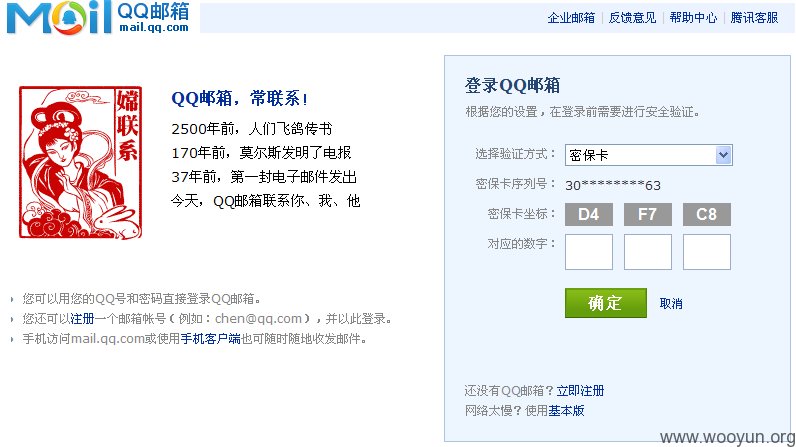 Mail QQ邮箱
mail.qq.com
企业邮箱 | 反馈意见 | 帮助中心 | 腾讯客服
嫦联系
QQ邮箱，常联系!
2500年前，人们飞鸽传书
170年前，莫尔斯发明了电报
37年前，第一封电子邮件发出
今天，QQ邮箱联系你、我、他
您可以用您的QQ号和密码直接登录QQ邮箱。
您还可以注册一个邮箱帐号（例如：chen@qq.com），并以此登录。
手机访问mail.qq.com或使用手机客户端也可随时随地收发邮件。
登录QQ邮箱
根据您的设置，在登录前需要进行安全验证。
选择验证方式： 密保卡
密保卡序列号： 30********63
密保卡坐标： D4 F7 C8
对应的数字：
确定 取消
还没有QQ邮箱？立即注册
网络太慢？使用基本版
www.wooyun.org